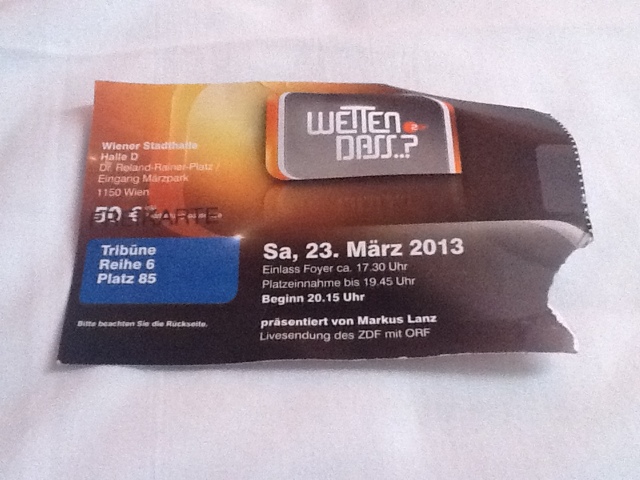 WETTEN
DASS..?
Wiener Stadthalle
Halle D
Dr. Roland-Rainer-Platz /
Eingang Märzpark
1150 Wien
50 €
FREIKARTE
Tribüne
Reihe 6
Platz 85
Bitte beachten Sie die Rückseite.
Sa, 23. März 2013
Einlass Foyer ca. 17.30 Uhr
Platzeinnahme bis 19.45 Uhr
Beginn 20.15 Uhr
präsentiert von Markus Lanz
Livesendung des ZDF mit ORF